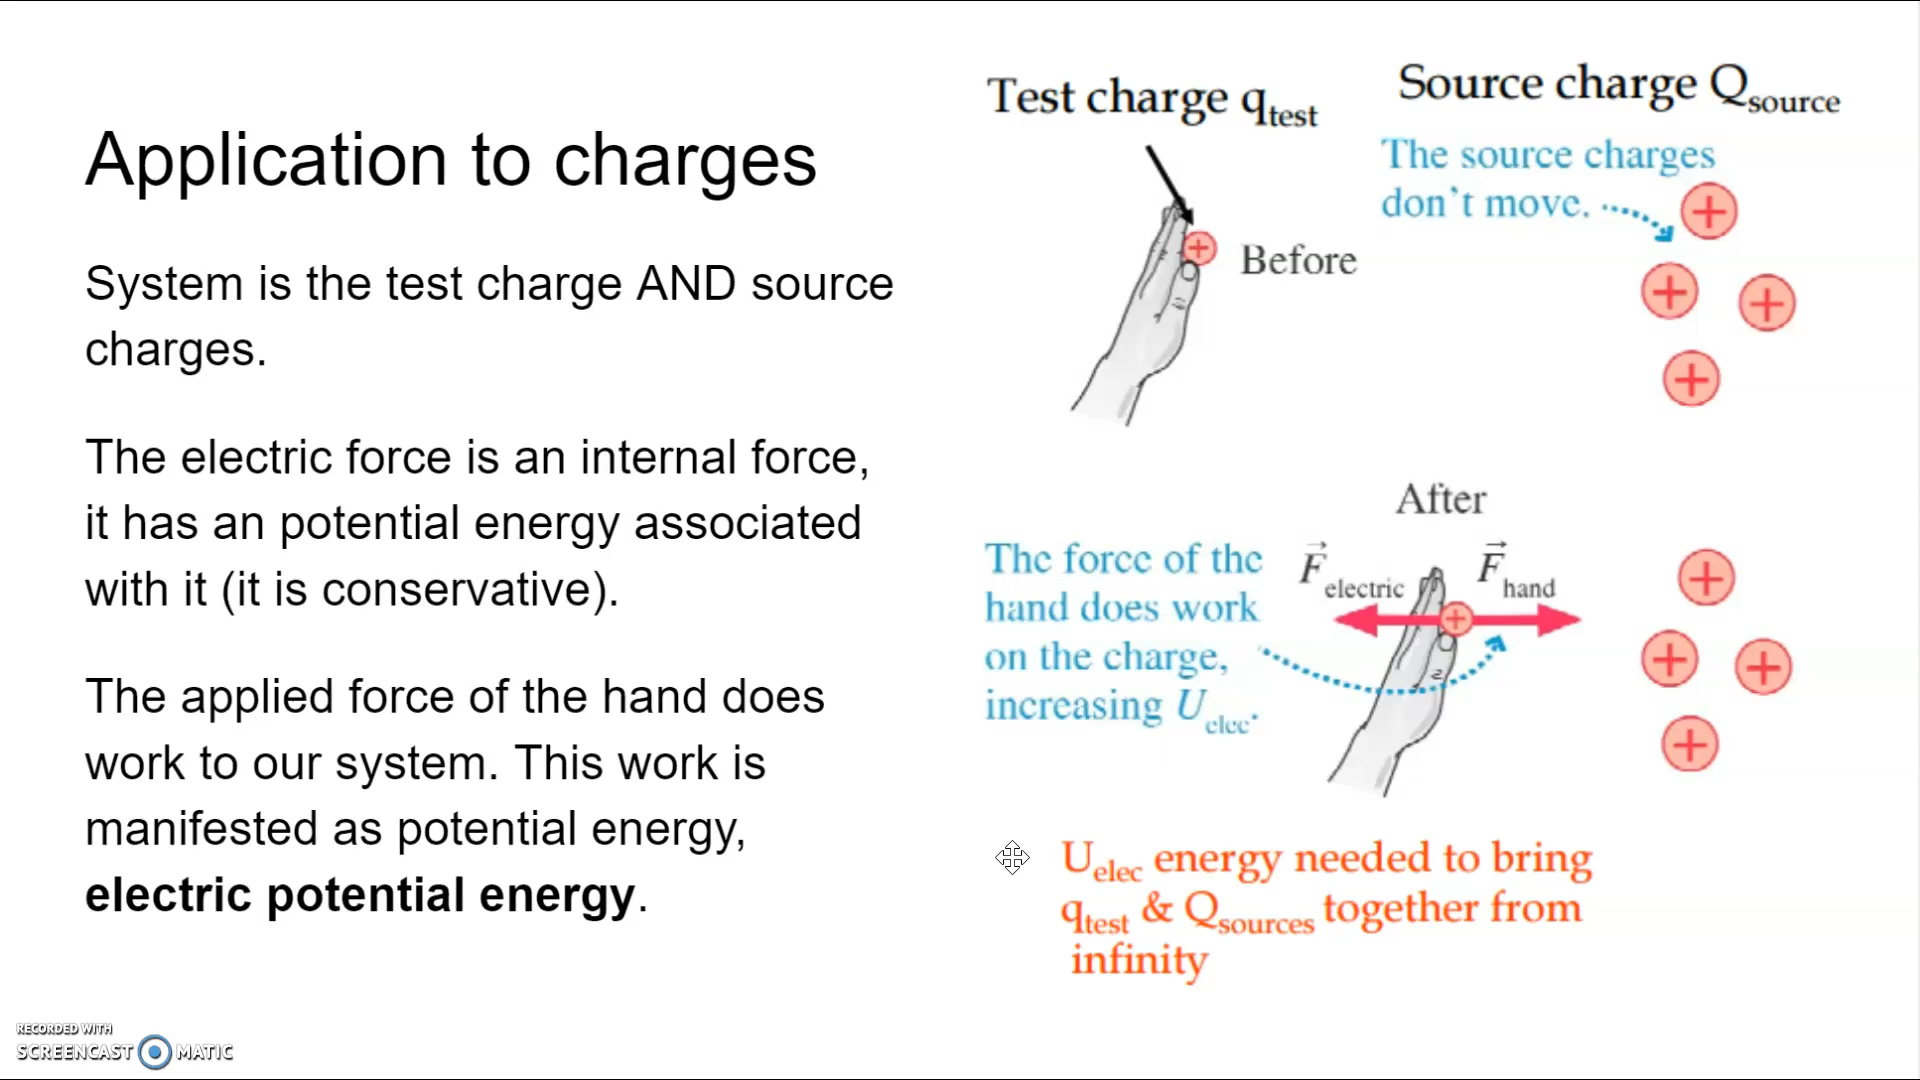 Application to charges
System is the test charge AND source
charges.
The electric force is an internal force,
it has an potential energy associated
with it (it is conservative).
The applied force of the hand does
work to our system. This work is
manifested as potential energy,
electric potential energy.
Test charge qtest
Source charge Qsource
The source charges
don't move.
Before
After
The force of the
hand does work
on the charge,
increasing Uelec.
Felectric
Fhand
Uelec energy needed to bring
qtest & Qsources together from
infinity
RECORDED WITH
SCREENCAST MATIC